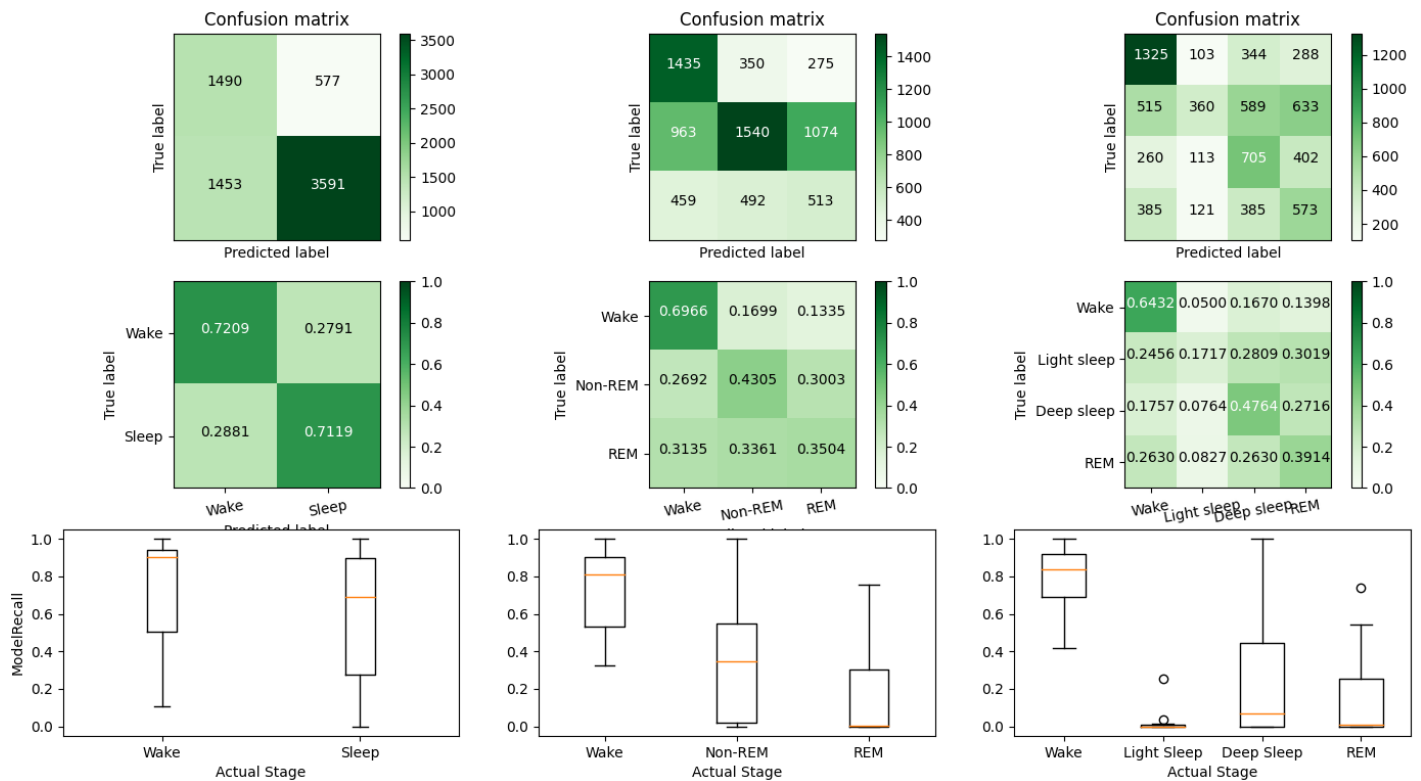 Confusion matrix
1490 577
1453 3591
True label
Predicted label
3500
3000
2500
2000
1500
1000
Confusion matrix
1435 350 275
963 1540 1074
459 492 513
True label
Predicted label
1400
1200
1000
800
600
400
Confusion matrix
1325 103 344 288
515 360 589 633
260 113 705 402
385 121 385 573
True label
Predicted label
1200
1000
800
600
400
200
True label
Wake 0.7209 0.2791
Sleep 0.2881 0.7119
Wake Sleep
Predicted label
1.0
0.8
0.6
0.4
0.2
0.0
True label
Wake 0.6966 0.1699 0.1335
Non-REM 0.2692 0.4305 0.3003
REM 0.3135 0.3361 0.3504
Wake Non-REM REM
1.0
0.8
0.6
0.4
0.2
0.0
True label
Wake 0.6432 0.0500 0.1670 0.1398
Light sleep 0.2456 0.1717 0.2809 0.3019
Deep sleep 0.1757 0.0764 0.4764 0.2716
REM 0.2630 0.0827 0.2630 0.3914
Wake Light sleep Deep sleep REM
1.0
0.8
0.6
0.4
0.2
0.0
ModelRecall
1.0
0.8
0.6
0.4
0.2
0.0
Wake Sleep
Actual Stage
1.0
0.8
0.6
0.4
0.2
0.0
Wake Non-REM REM
Actual Stage
1.0
0.8
0.6
0.4
0.2
0.0
Wake Light Sleep Deep Sleep REM
Actual Stage